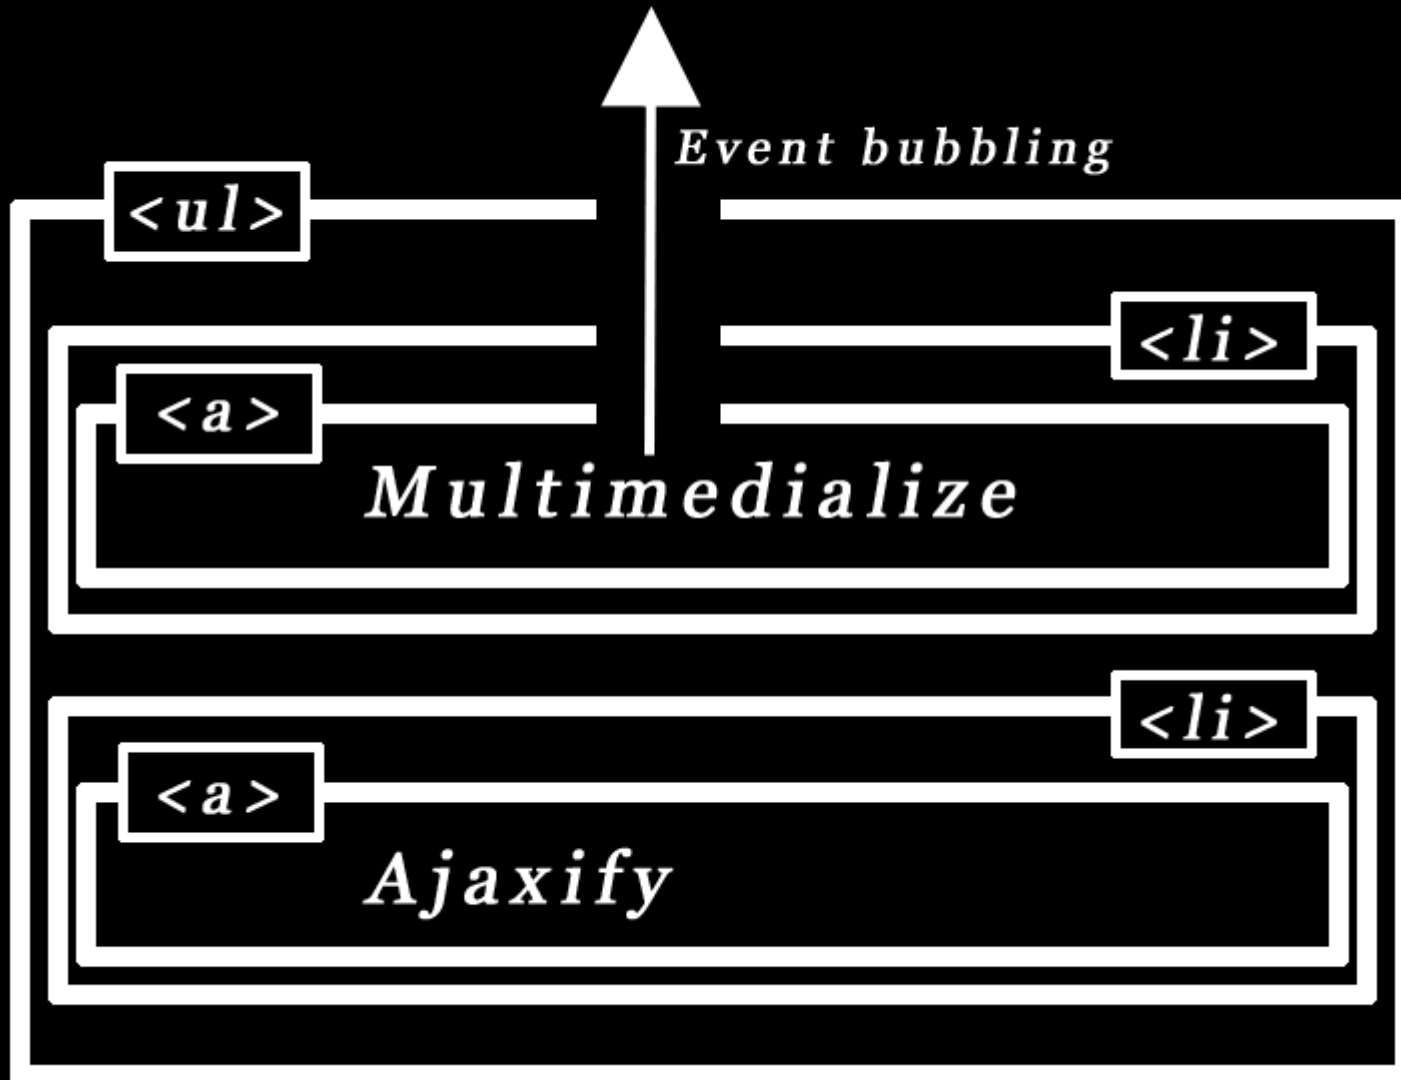 Event bubbling
<ul>
<li>
<a>
Multimedialize
<li>
<a>
Ajaxify